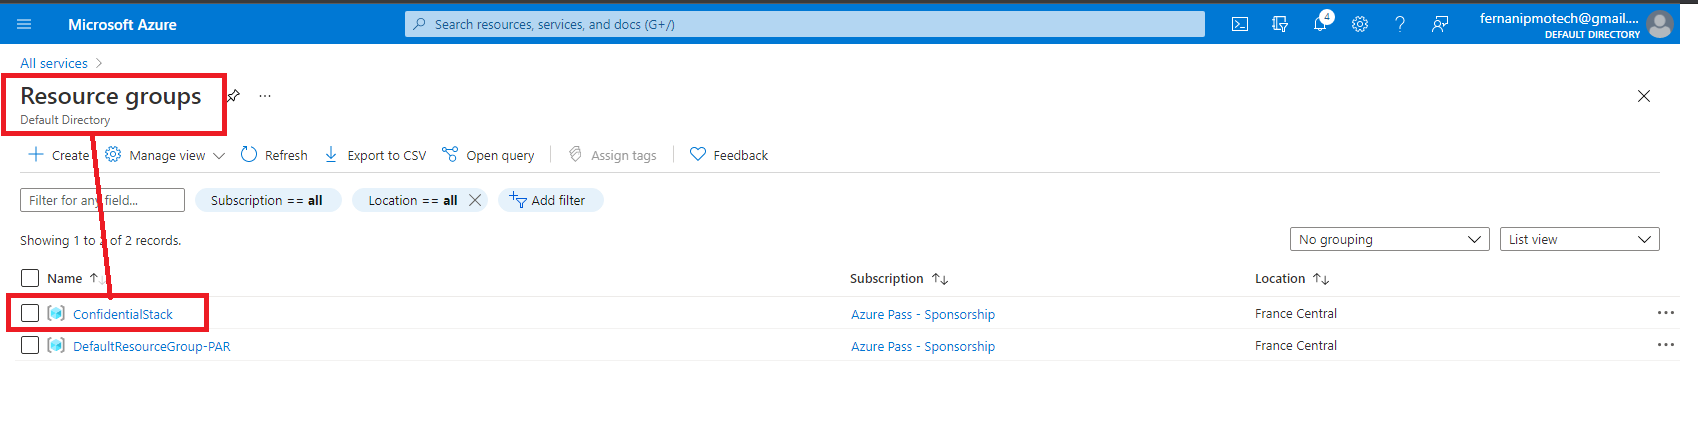 Microsoft Azure
Search resources, services, and docs (G+/)
4
fernanipmotech@gmail....
DEFAULT DIRECTORY
All services
Resource groups
Default Directory
Create Manage view Refresh Export to CSV Open query Assign tags Feedback
Filter for any field...
Subscription == all
Location == all
Add filter
Showing 1 to 2 of 2 records.
No grouping
List view
Name Subscription Location
ConfidentialStack Azure Pass - Sponsorship France Central
DefaultResourceGroup-PAR Azure Pass - Sponsorship France Central